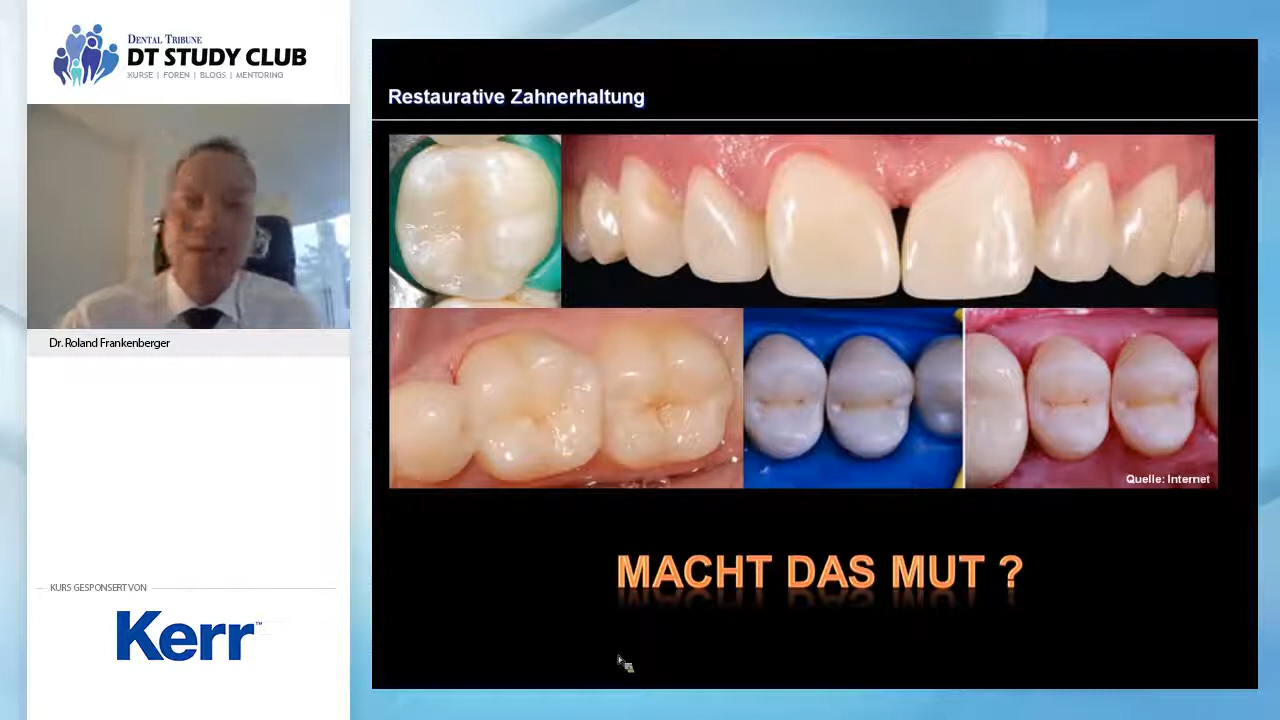 DENTAL TRIBUNE
DT STUDY CLUB
KURSE | FOREN | BLOGS | MENTORING
Dr. Roland Frankenberger
KURS GESPONSERT VON
Kerr™
Restaurative Zahnerhaltung
Quelle: Internet
MACHT DAS MUT ?